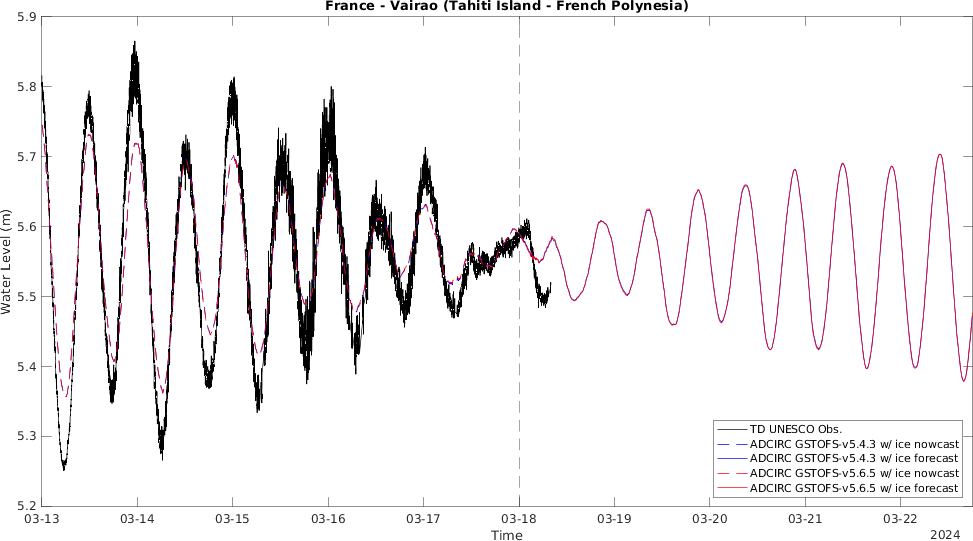 France - Vairao (Tahiti Island - French Polynesia)
5.9
5.8
5.7
5.6
5.5
5.4
5.3
5.2
Water Level (m)
TD UNESCO Obs.
ADCIRC GSTOFS-v5.4.3 w/ ice nowcast
ADCIRC GSTOFS-v5.4.3 w/ ice forecast
ADCIRC GSTOFS-v5.6.5 w/ ice nowcast
ADCIRC GSTOFS-v5.6.5 w/ ice forecast
03-13 03-14 03-15 03-16 03-17 03-18 03-19 03-20 03-21 03-22
Time
2024